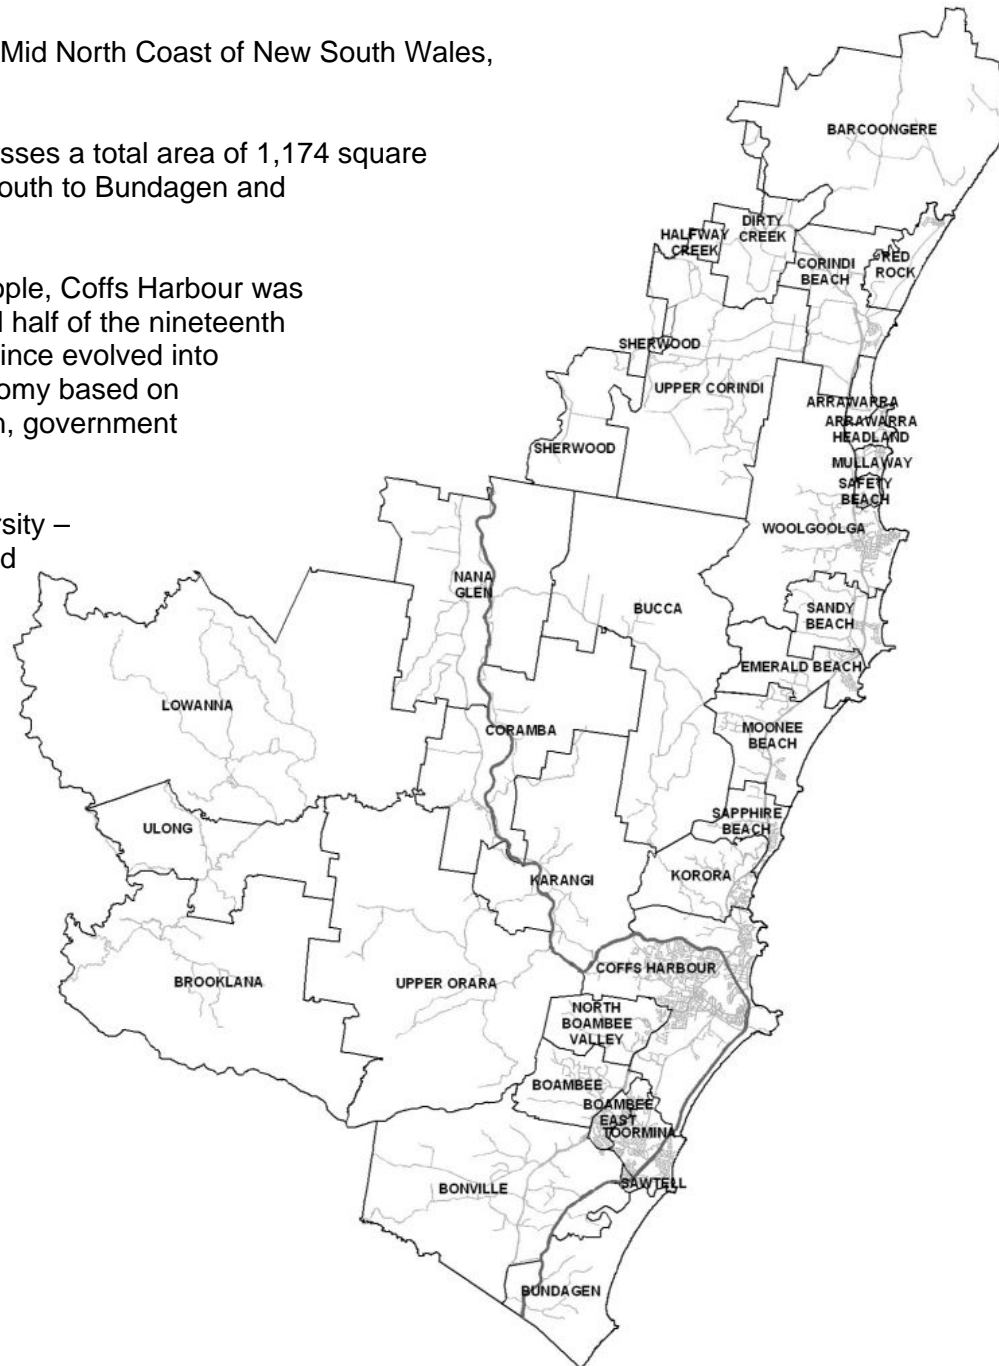 Mid North Coast of New South Wales,
sses a total area of 1,174 square
outh to Bundagen and
ople, Coffs Harbour was
l half of the nineteenth
ince evolved into
omy based on
n, government
rsity –
d
BARCOONGERE
DIRTY
CREEK
HALFWAY
CREEK
RED
ROCK
CORINDI
BEACH
SHERWOOD
UPPER CORINDI
ARRAWARRA
ARRAWARRA
HEADLAND
SHERWOOD
MULLAWAY
SAFETY
BEACH
WOOLGOOLGA
NANA
GLEN
BUCCA
SANDY
BEACH
EMERALD BEACH
LOWANNA
CORAMBA
MOONEE
BEACH
SAPPHIRE
BEACH
ULONG
KORORA
KARANGI
COFFS HARBOUR
BROOKLANA
UPPER ORARA
NORTH
BOAMBEE
VALLEY
BOAMBEE
BOAMBEE
EAST
TOORMINA
SAWTELL
BONVILLE
BUNDAGEN